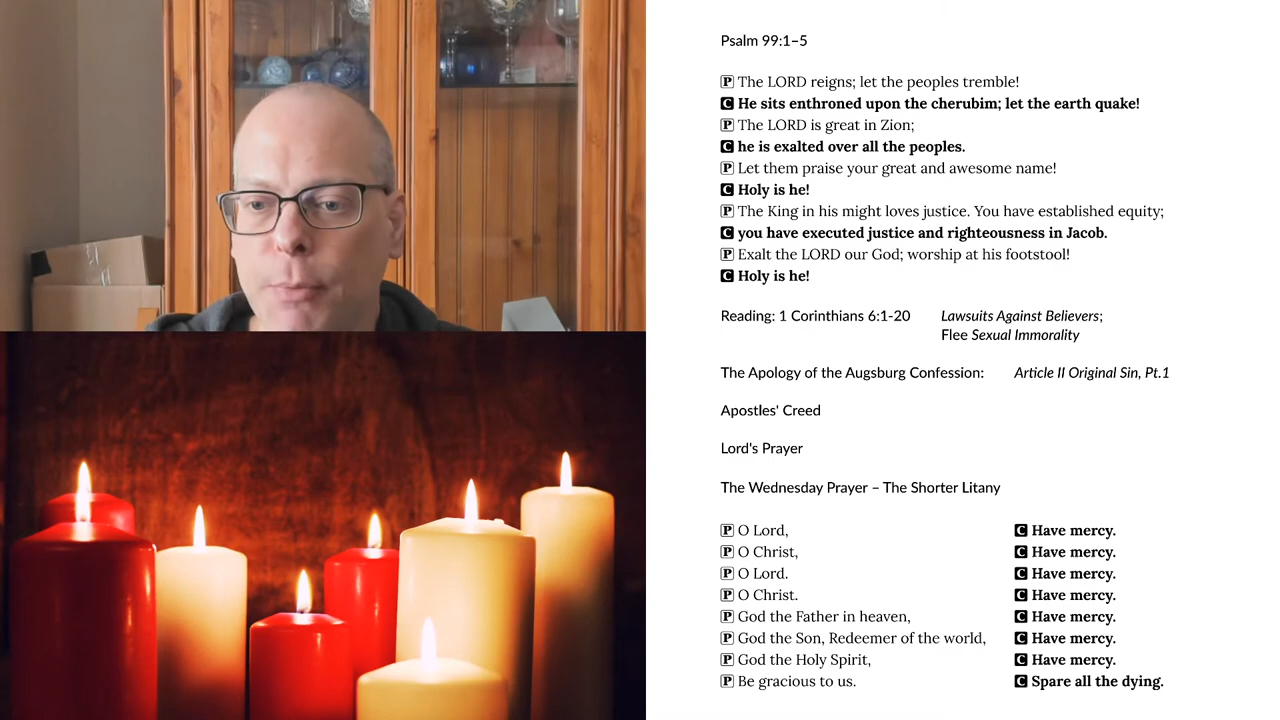 Psalm 99:1–5
P The LORD reigns; let the peoples tremble!
C He sits enthroned upon the cherubim; let the earth quake!
P The LORD is great in Zion;
C he is exalted over all the peoples.
P Let them praise your great and awesome name!
C Holy is he!
P The King in his might loves justice. You have established equity;
C you have executed justice and righteousness in Jacob.
P Exalt the LORD our God; worship at his footstool!
C Holy is he!
Reading: 1 Corinthians 6:1-20 Lawsuits Against Believers;
Flee Sexual Immorality
The Apology of the Augsburg Confession: Article II Original Sin, Pt.1
Apostles' Creed
Lord's Prayer
The Wednesday Prayer – The Shorter Litany
P O Lord, C Have mercy.
P O Christ, C Have mercy.
P O Lord. C Have mercy.
P O Christ. C Have mercy.
P God the Father in heaven, C Have mercy.
P God the Son, Redeemer of the world, C Have mercy.
P God the Holy Spirit, C Have mercy.
P Be gracious to us. C Spare all the dying.